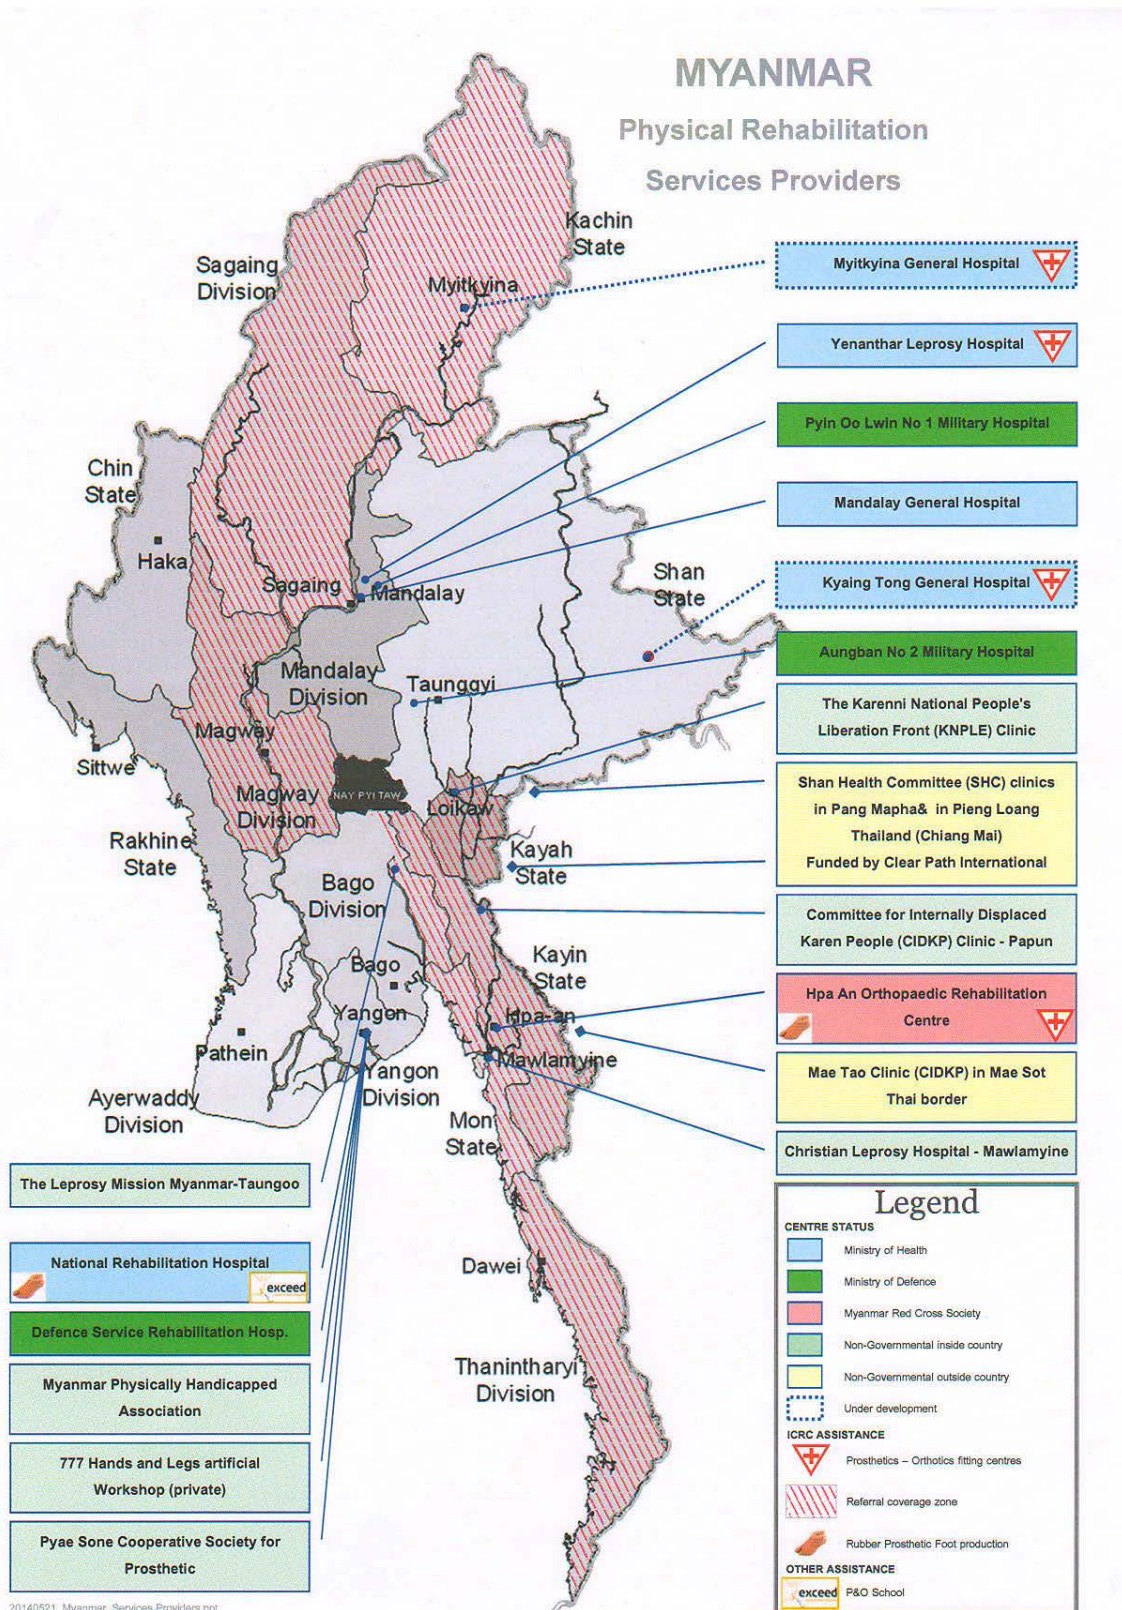 MYANMAR
Physical Rehabilitation
Services Providers
Kachin
State
Sagaing
Division
Myitkyina
Chin
State
Haka
Sagaing
Mandalay
Shan
State
Mandalay
Division
Taunggyi
Magway
Sittwe
Magway
Division
NAY PYI TAW
Loikaw
Rakhine
State
Kayah
State
Bago
Division
Kayin
State
Bago
Yangon
Hpa-an
Pathein
Mawlamyine
Yangon
Division
Ayerwaddy
Division
Mon
State
Dawei
Thanintharyi
Division
Myitkyina General Hospital
Yenanthar Leprosy Hospital
Pyin Oo Lwin No 1 Military Hospital
Mandalay General Hospital
Kyaing Tong General Hospital
Aungban No 2 Military Hospital
The Karenni National People's
Liberation Front (KNPLE) Clinic
Shan Health Committee (SHC) clinics
in Pang Mapha& in Pieng Loang
Thailand (Chiang Mai)
Funded by Clear Path International
Committee for Internally Displaced
Karen People (CIDKP) Clinic - Papun
Hpa An Orthopaedic Rehabilitation
Centre
Mae Tao Clinic (CIDKP) in Mae Sot
Thai border
Christian Leprosy Hospital - Mawlamyine
The Leprosy Mission Myanmar-Taungoo
National Rehabilitation Hospital
exceed
Defence Service Rehabilitation Hosp.
Myanmar Physically Handicapped
Association
777 Hands and Legs artificial
Workshop (private)
Pyae Sone Cooperative Society for
Prosthetic
Legend
CENTRE STATUS
Ministry of Health
Ministry of Defence
Myanmar Red Cross Society
Non-Governmental inside country
Non-Governmental outside country
Under development
ICRC ASSISTANCE
Prosthetics – Orthotics fitting centres
Referral coverage zone
Rubber Prosthetic Foot production
OTHER ASSISTANCE
exceed P&O School
20140521_Myanmar_Services Providers.ppt